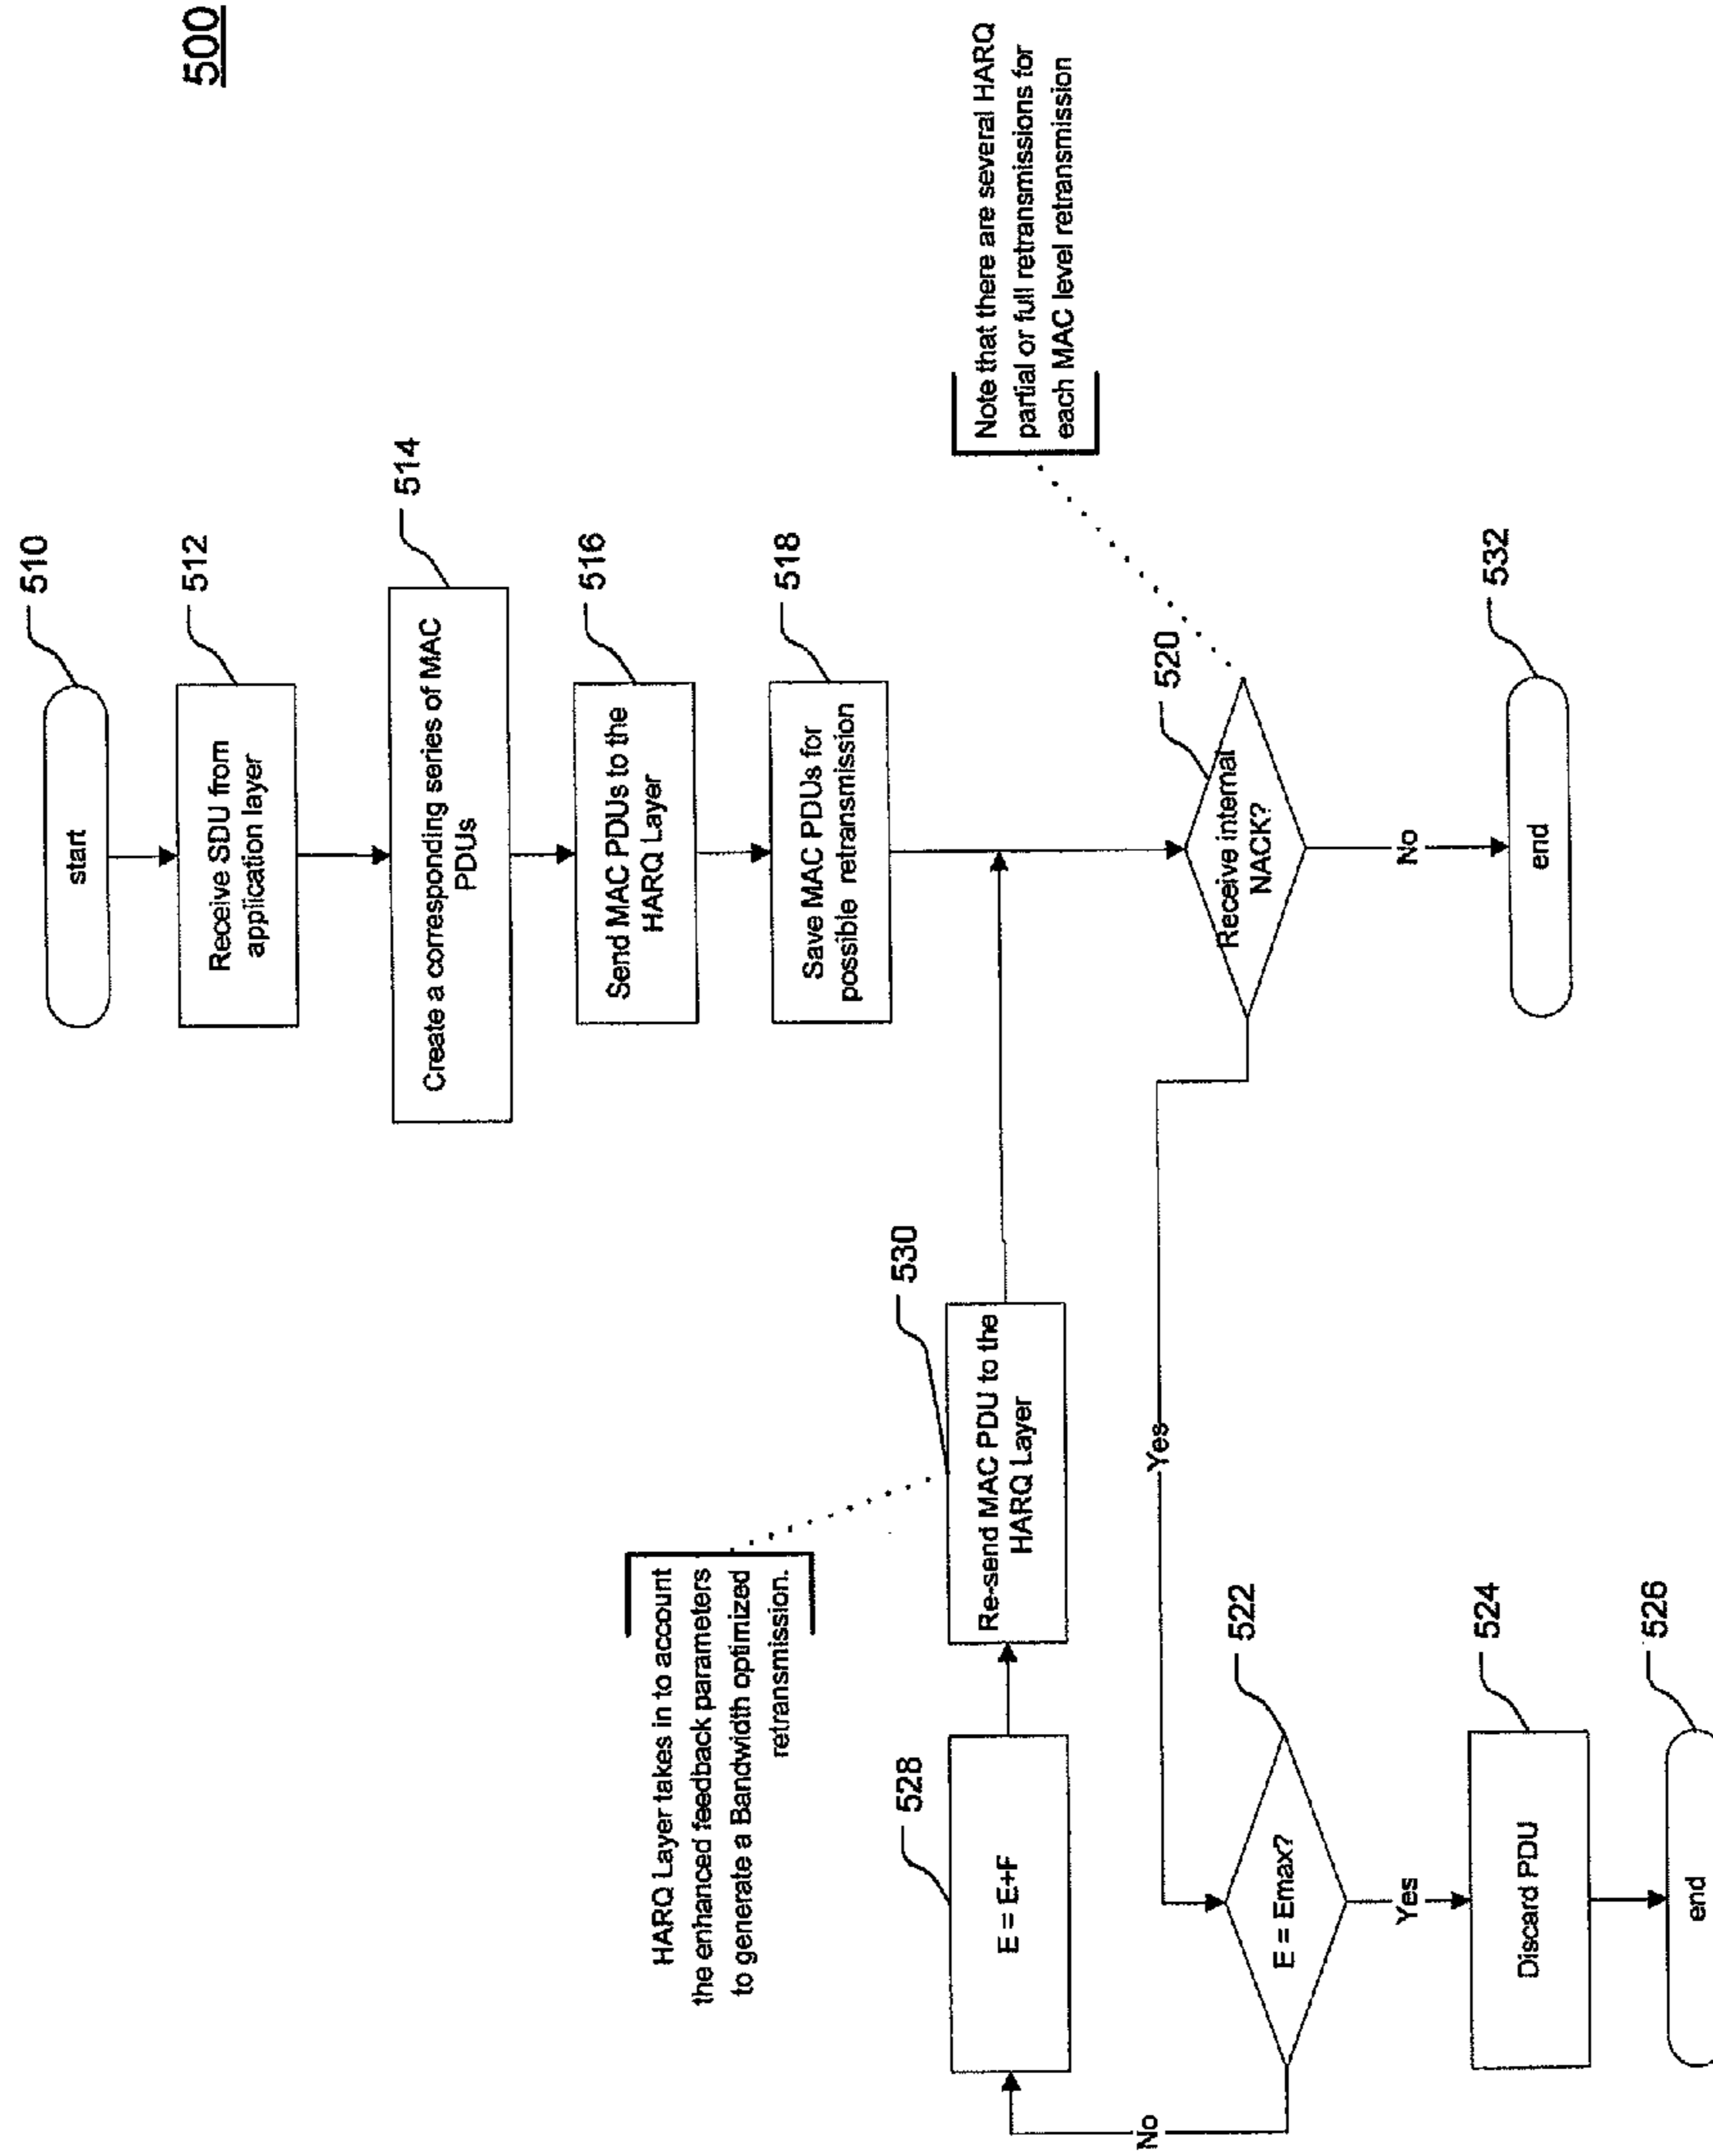 500
510
start
512
Receive SDU from
application layer
514
Create a corresponding series of MAC
PDUs
516
Send MAC PDUs to the
HARQ Layer
518
Save MAC PDUs for
possible retransmission
520
Receive internal
NACK?
Note that there are several HARQ
partial or full retransmissions for
each MAC level retransmission
No
532
end
Yes
522
E = Emax?
Yes
524
Discard PDU
526
end
No
528
E = E+F
530
Re-send MAC PDU to the
HARQ Layer
HARQ Layer takes in to account
the enhanced feedback parameters
to generate a Bandwidth optimized
retransmission.